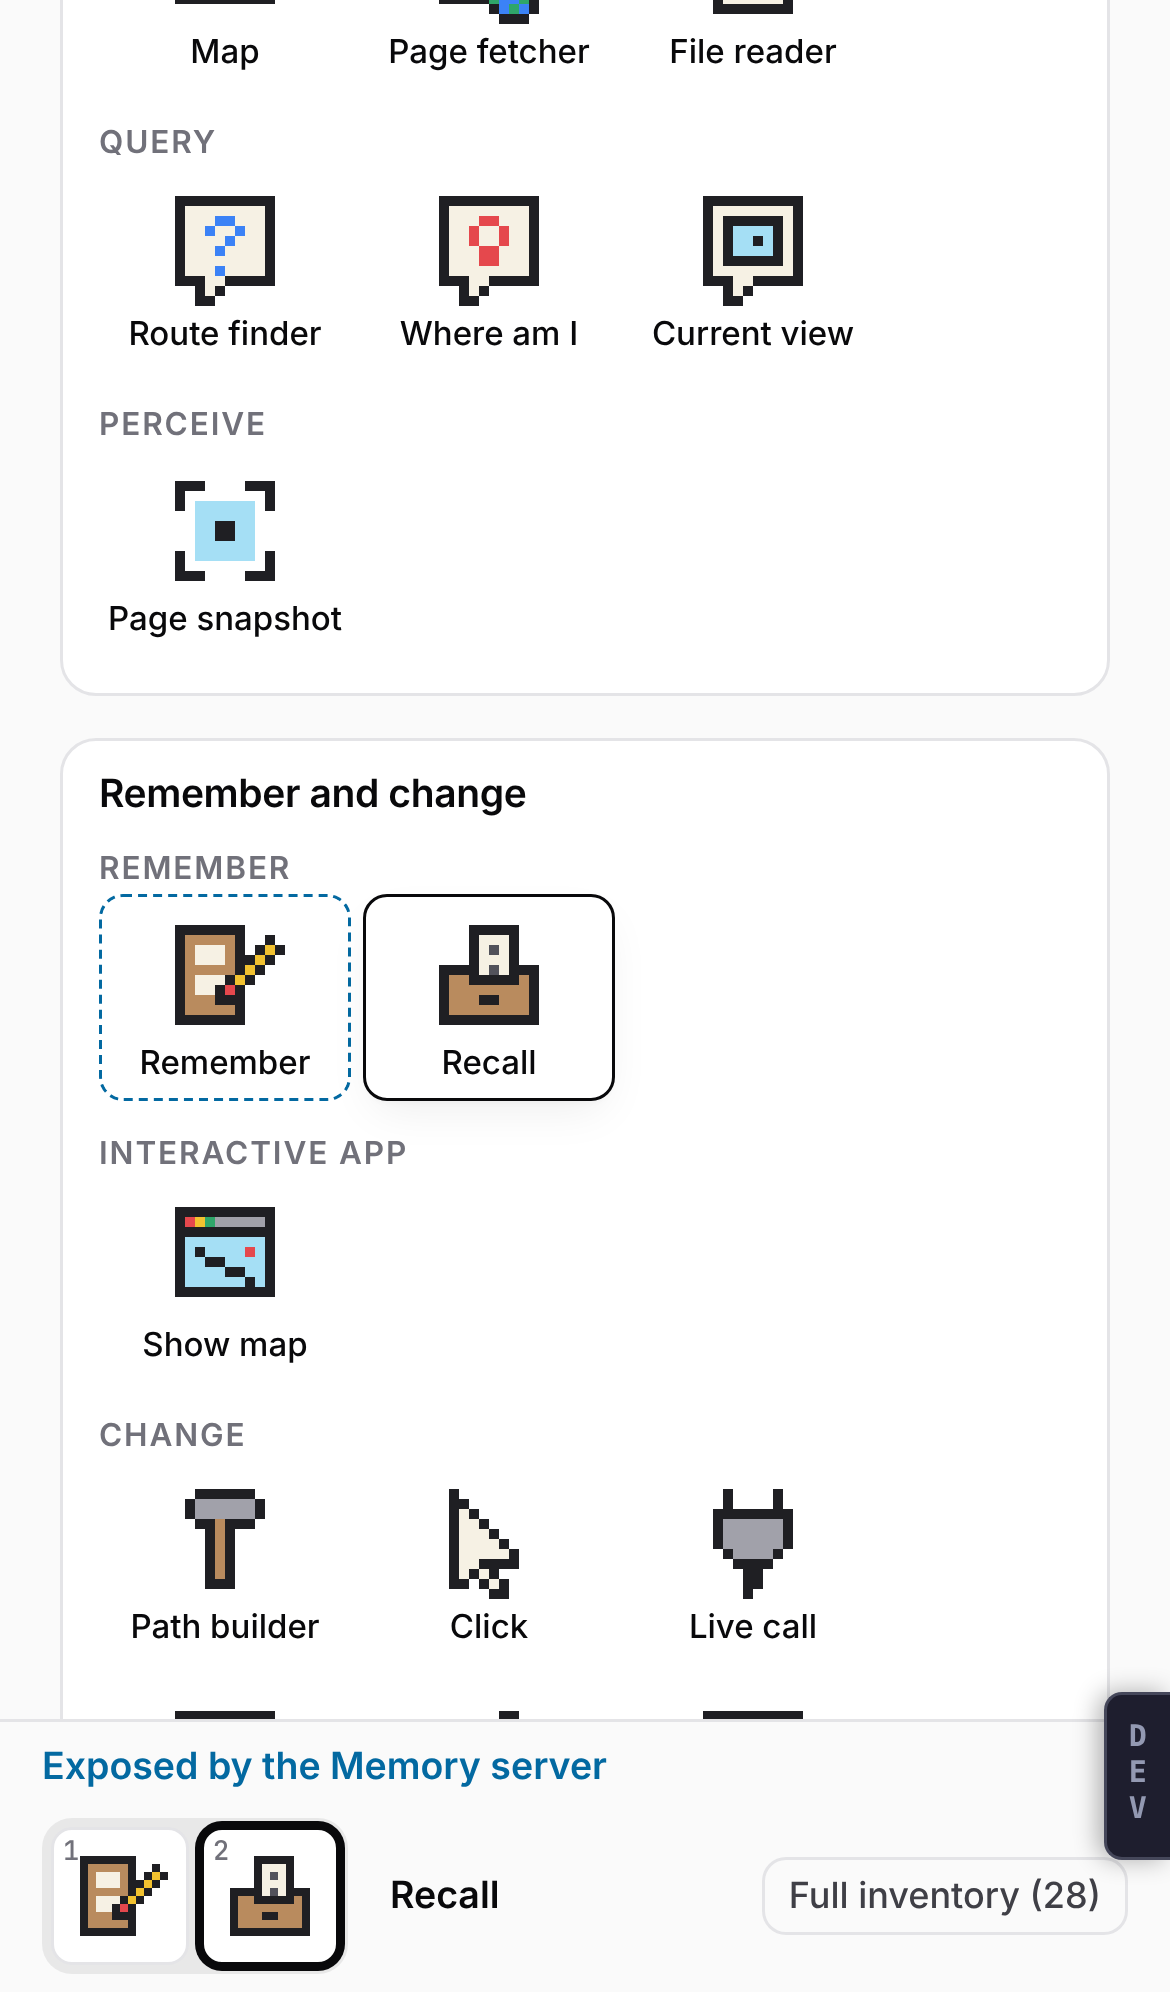 Map
Page fetcher
File reader
QUERY
Route finder
Where am I
Current view
PERCEIVE
Page snapshot
Remember and change
REMEMBER
Remember
Recall
INTERACTIVE APP
Show map
CHANGE
Path builder
Click
Live call
DEV
Exposed by the Memory server
1
2
Recall
Full inventory (28)